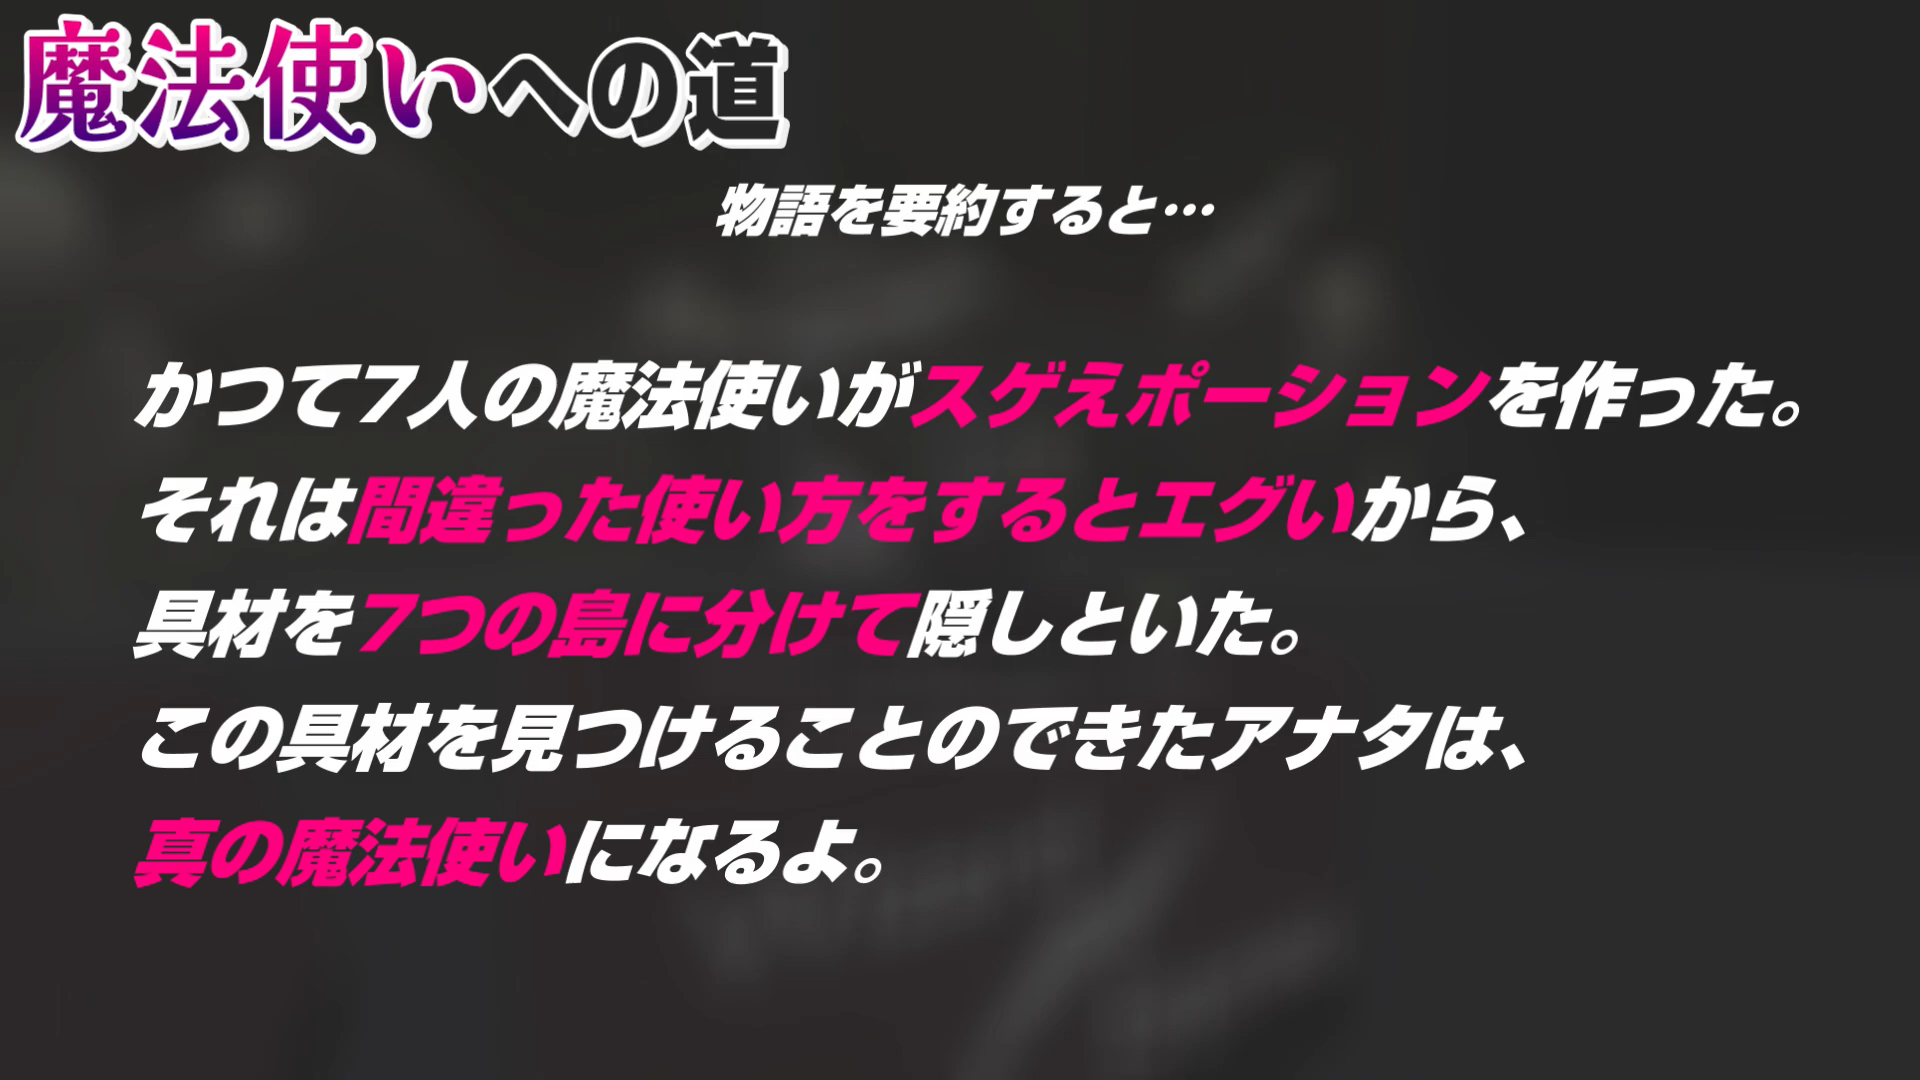 魔法使いへの道
物語を要約すると…
かつて7人の魔法使いがスゲえポーションを作った。
それは間違った使い方をするとエグいから、
具材を7つの島に分けて隠しといた。
この具材を見つけることのできたアナタは、
真の魔法使いになるよ。